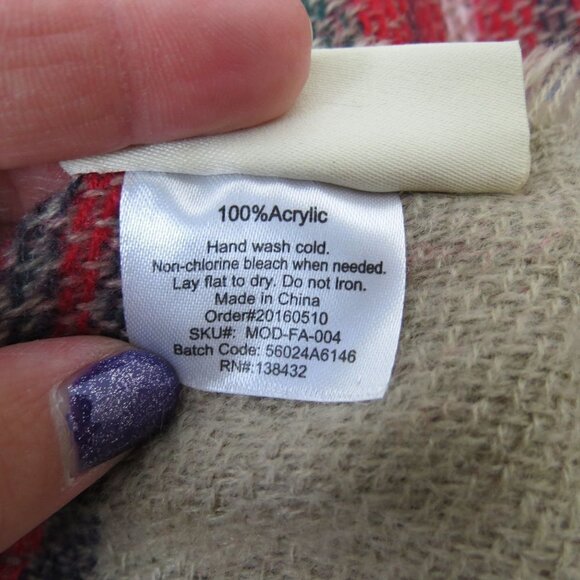 100%Acrylic
Hand wash cold.
Non-chlorine bleach when needed.
Lay flat to dry. Do not Iron.
Made in China
Order#20160510
SKU#: MOD-FA-004
Batch Code: 56024A6146
RN#:138432